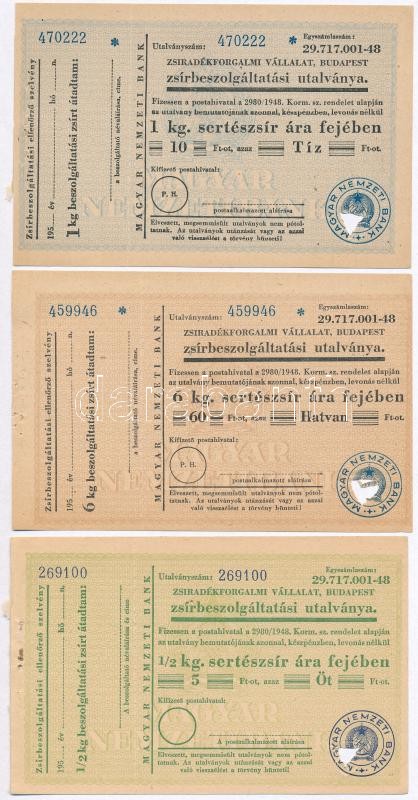 470222 *
Zsírbeszolgáltatási ellenőrző szelvény
195 . . . . . év . . . . . hó . . . . . n.
1 kg beszolgáltatási zsírt átadtam:
a beszolgáltató névaláírása, címe.
MAGYAR NEMZETI BANK
Utalványszám: 470222 *
Egyszámlaszám:
29.717.001-48
ZSIRADÉKFORGALMI VÁLLALAT, BUDAPEST
zsírbeszolgáltatási utalványa.
Fizessen a postahivatal a 2980/1948. Korm. sz. rendelet alapján
az utalvány bemutatójának azonnal, készpénzben, levonás nélkül
1 kg. sertészsír ára fejében
10 Ft-ot, azaz Tíz Ft-ot.
Kifizető postahivatal:
P. H.
postaalkalmazott aláírása
Elveszett, megsemmisült utalványok nem pótol-
tatnak. Az utalványok utánzását vagy az azzal
való visszaélést a törvény bünteti!
MAGYAR NEMZETI BANK
459946 *
Zsírbeszolgáltatási ellenőrző szelvény
195 . . . . . év . . . . . hó . . . . . n.
6 kg beszolgáltatási zsírt átadtam:
a beszolgáltató névaláírása, címe.
MAGYAR NEMZETI BANK
Utalványszám: 459946 *
Egyszámlaszám:
29.717.001-48
ZSIRADÉKFORGALMI VÁLLALAT, BUDAPEST
zsírbeszolgáltatási utalványa.
Fizessen a postahivatal a 2980/1948. Korm. sz. rendelet alapján
az utalvány bemutatójának azonnal, készpénzben, levonás nélkül
6 kg. sertészsír ára fejében
60 Ft-ot, azaz Hatvan Ft-ot.
Kifizető postahivatal:
P. H.
postaalkalmazott aláírása
Elveszett, megsemmisült utalványok nem pótol-
tatnak. Az utalványok utánzását vagy az azzal
való visszaélést a törvény bünteti!
MAGYAR NEMZETI BANK
darabanth
269100
Zsírbeszolgáltatási ellenőrző szelvény
195 . . . . . év . . . . . hó . . . . . n.
1/2 kg beszolgáltatási zsírt átadtam:
A beszolgáltató névaláírása és címe
MAGYAR NEMZETI BANK
Utalványszám: 269100
Egyszámlaszám:
29.717.001-48
ZSIRADÉKFORGALMI VÁLLALAT, BUDAPEST
zsírbeszolgáltatási utalványa.
Fizessen a postahivatal a 2980/1948. Korm. sz. rendelet alapján az
utalvány bemutatójának azonnal, készpénzben, levonás nélkül
1/2 kg. sertészsír ára fejében
5 Ft-ot, azaz Öt Ft-ot.
Kifizető postahivatal:
A postaalkalmazott aláírása
Elveszett, megsemmisült utalványok nem pótol-
tatnak. Az utalványok utánzását vagy az azzal
való visszaélést a törvény bünteti!
MAGYAR NEMZETI BANK